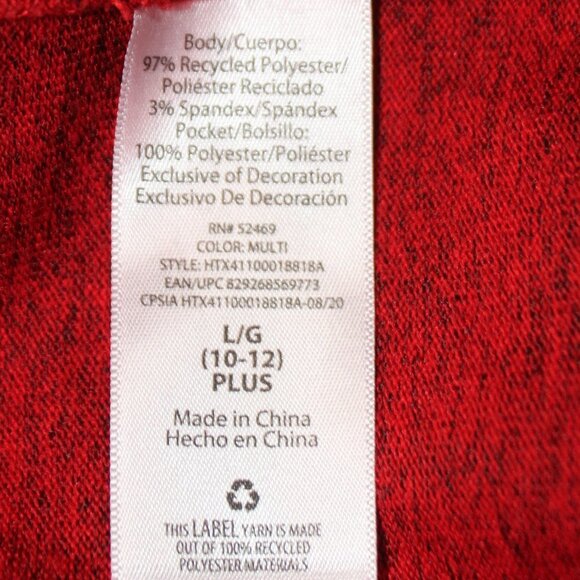 Body/Cuerpo:
97% Recycled Polyester/
Poliéster Reciclado
3% Spandex/Spándex
Pocket/Bolsillo:
100% Polyester/Poliéster
Exclusive of Decoration
Exclusivo De Decoración
RN# 52469
COLOR: MULTI
STYLE: HTX41100018818A
EAN/UPC 829268569773
CPSIA HTX41100018818A-08/20
L/G
(10-12)
PLUS
Made in China
Hecho en China
THIS LABEL YARN IS MADE
OUT OF 100% RECYCLED
POLYESTER MATERIALS